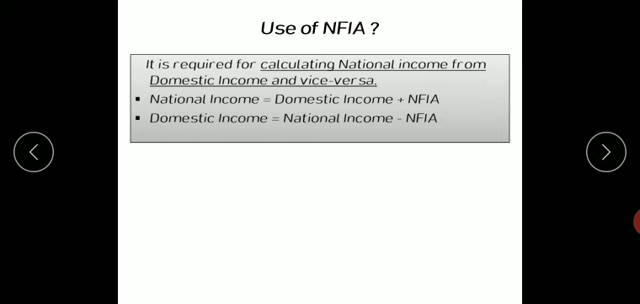 Use of NFIA ?
It is required for calculating National income from
Domestic Income and vice-versa.
▪ National Income = Domestic Income + NFIA
▪ Domestic Income = National Income - NFIA